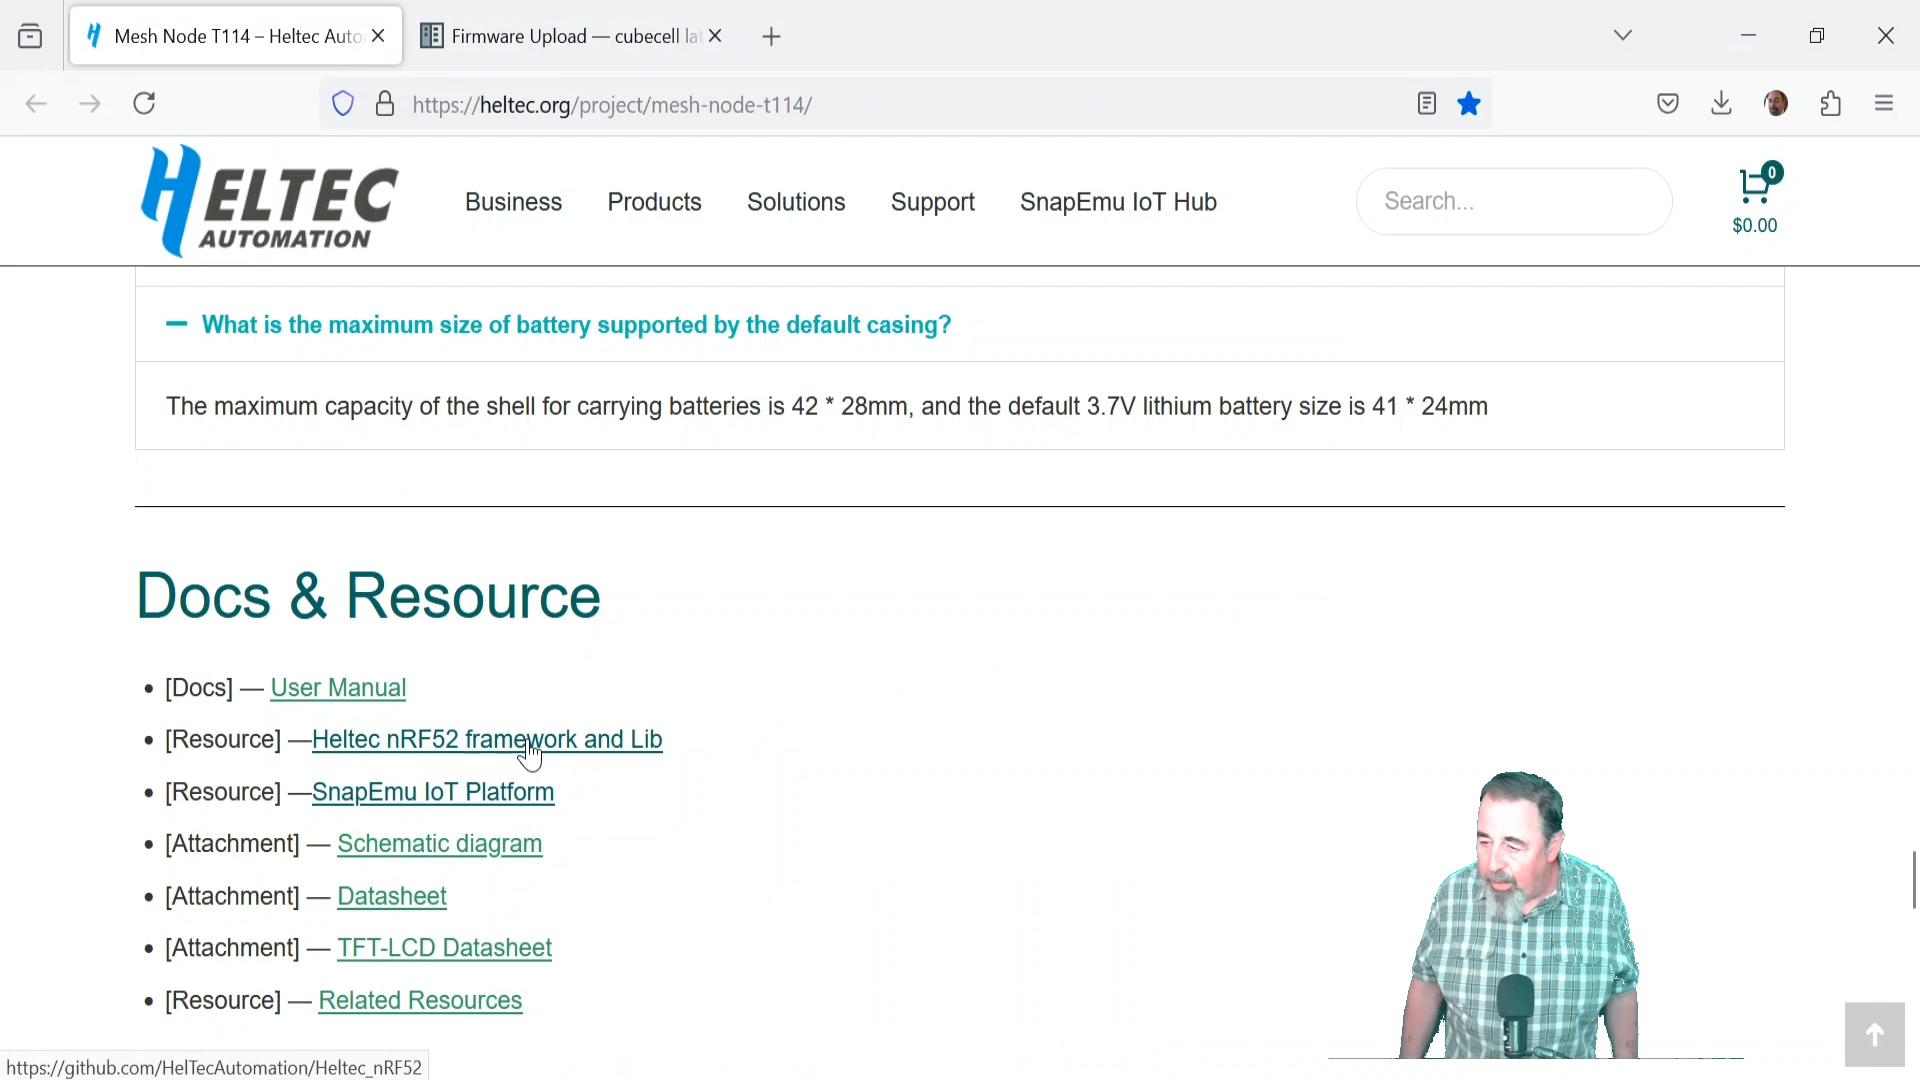 Mesh Node T114 – Heltec Auto
Firmware Upload — cubecell la
https://heltec.org/project/mesh-node-t114/
HELTEC
AUTOMATION
Business
Products
Solutions
Support
SnapEmu IoT Hub
Search...
0
$0.00
What is the maximum size of battery supported by the default casing?
The maximum capacity of the shell for carrying batteries is 42 * 28mm, and the default 3.7V lithium battery size is 41 * 24mm
Docs & Resource
• [Docs] — User Manual
• [Resource] —Heltec nRF52 framework and Lib
• [Resource] —SnapEmu IoT Platform
• [Attachment] — Schematic diagram
• [Attachment] — Datasheet
• [Attachment] — TFT-LCD Datasheet
• [Resource] — Related Resources
https://github.com/HelTecAutomation/Heltec_nRF52